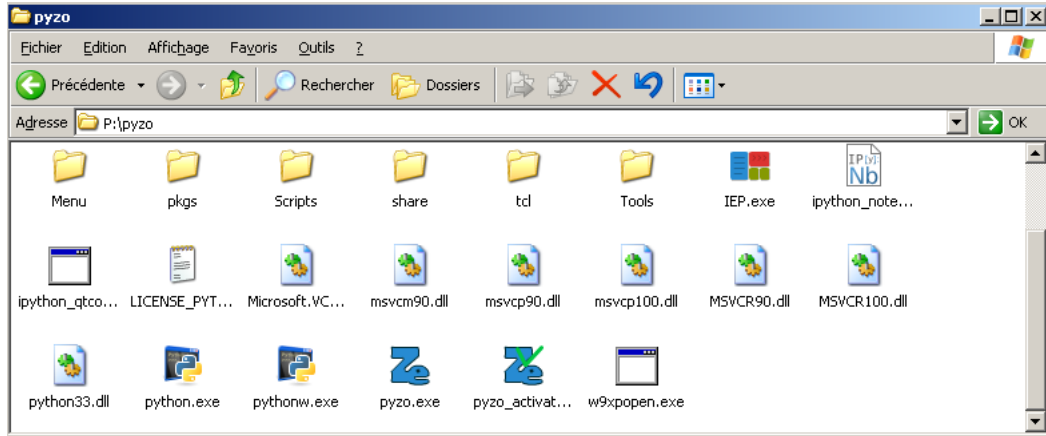 pyzo
Fichier Edition Affichage Favoris Outils ?
Précédente Rechercher Dossiers
Adresse P:\pyzo OK
Menu pkgs Scripts share tcl Tools IEP.exe ipython_note...
ipython_qtco... LICENSE_PYT... Microsoft.VC... msvcm90.dll msvcp90.dll msvcp100.dll MSVCR90.dll MSVCR100.dll
python33.dll python.exe pythonw.exe pyzo.exe pyzo_activat... w9xpopen.exe